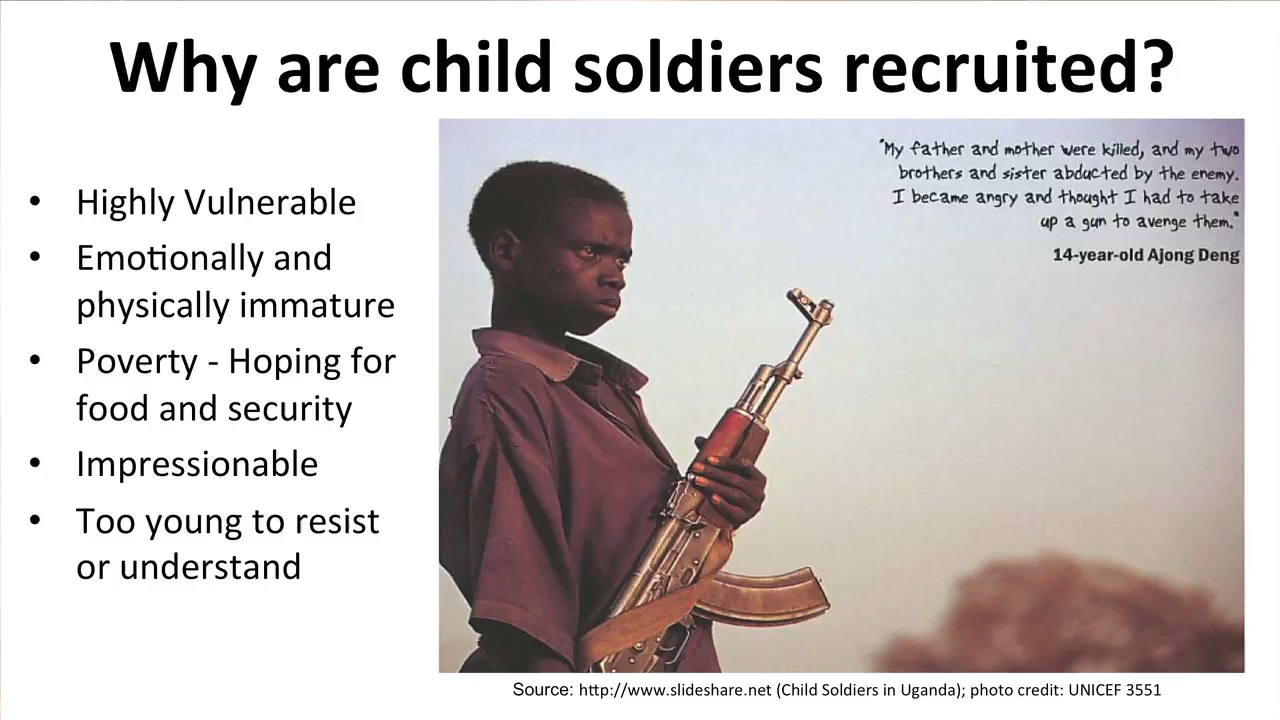 Why are child soldiers recruited?
• Highly Vulnerable
• Emotionally and
physically immature
• Poverty - Hoping for
food and security
• Impressionable
• Too young to resist
or understand
"My father and mother were killed, and my two
brothers and sister abducted by the enemy.
I became angry and thought I had to take
up a gun to avenge them."
14-year-old Ajong Deng
Source: http://www.slideshare.net (Child Soldiers in Uganda); photo credit: UNICEF 3551